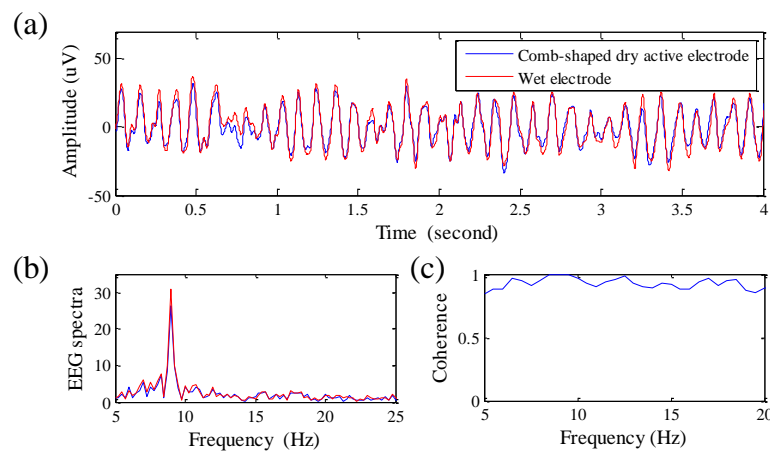 (a)
Amplitude (uV)
50
0
-50
Comb-shaped dry active electrode
Wet electrode
0 0.5 1 1.5 2 2.5 3 3.5 4
Time (second)
(b)
EEG spectra
30
20
10
0
5 10 15 20 25
Frequency (Hz)
(c)
Coherence
1
0.5
0
5 10 15 20
Frequency (Hz)